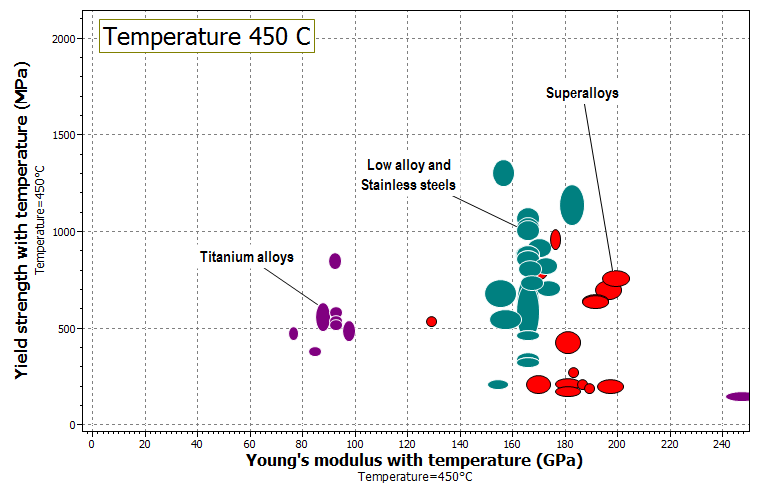 Temperature 450 C
Superalloys
Low alloy and
Stainless steels
Titanium alloys
Yield strength with temperature (MPa)
Temperature=450°C
2000
1500
1000
500
0
0 20 40 60 80 100 120 140 160 180 200 220 240
Young's modulus with temperature (GPa)
Temperature=450°C